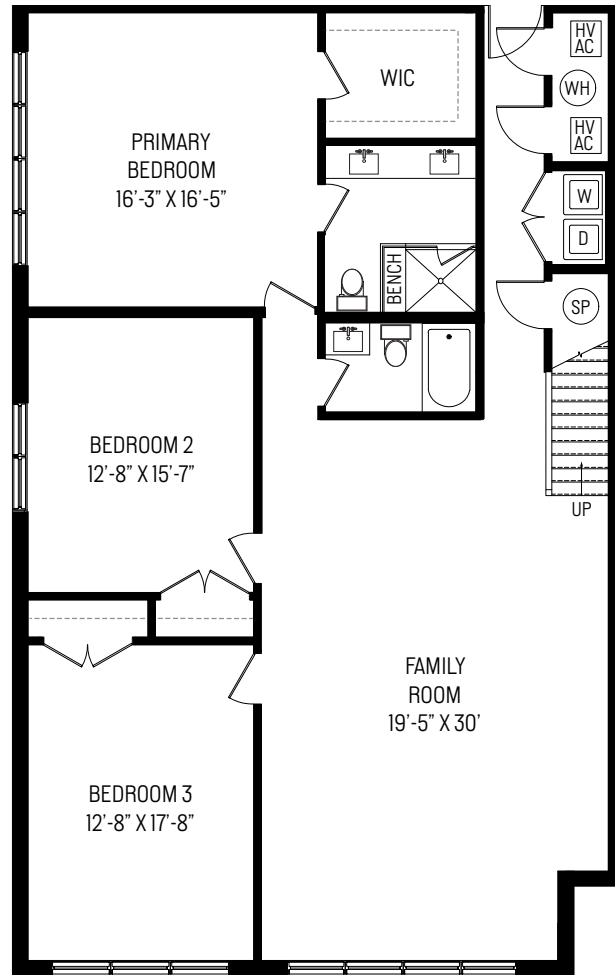 HV
AC
WIC
WH
PRIMARY
BEDROOM
16'-3” X 16'-5”
HV
AC
W
D
BENCH
SP
BEDROOM 2
12'-8” X 15'-7”
UP
FAMILY
ROOM
19'-5” X 30'
BEDROOM 3
12'-8” X 17'-8”